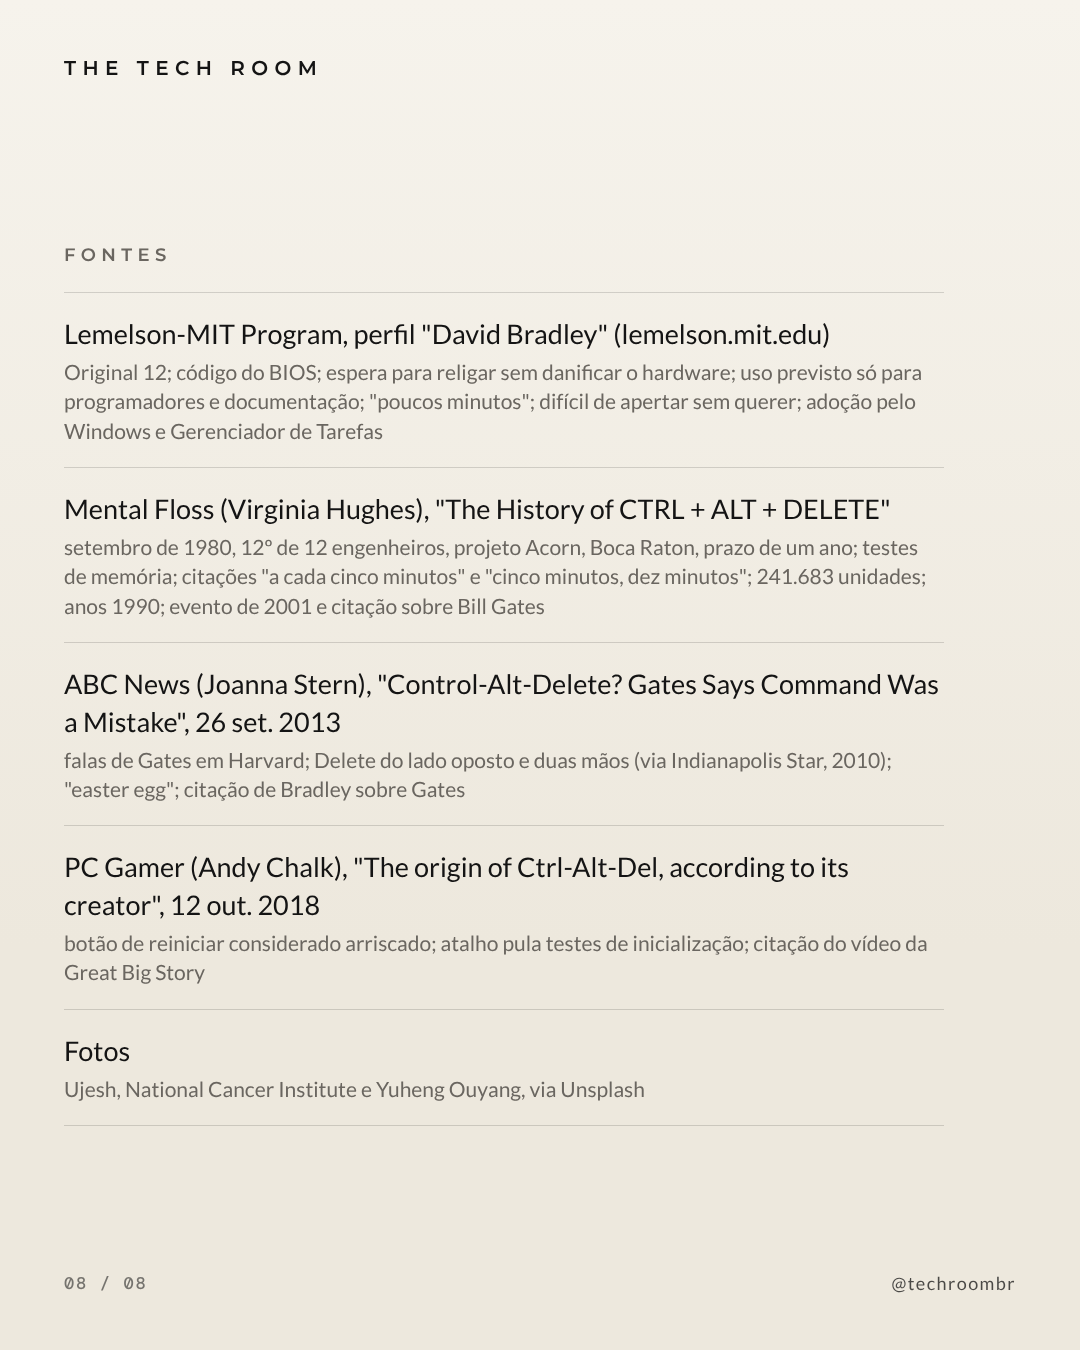 THE TECH ROOM
FONTES
Lemelson-MIT Program, perfil "David Bradley" (lemelson.mit.edu)
Original 12; código do BIOS; espera para religar sem danificar o hardware; uso previsto só para
programadores e documentação; "poucos minutos"; difícil de apertar sem querer; adoção pelo
Windows e Gerenciador de Tarefas
Mental Floss (Virginia Hughes), "The History of CTRL + ALT + DELETE"
setembro de 1980, 12º de 12 engenheiros, projeto Acorn, Boca Raton, prazo de um ano; testes
de memória; citações "a cada cinco minutos" e "cinco minutos, dez minutos"; 241.683 unidades;
anos 1990; evento de 2001 e citação sobre Bill Gates
ABC News (Joanna Stern), "Control-Alt-Delete? Gates Says Command Was
a Mistake", 26 set. 2013
falas de Gates em Harvard; Delete do lado oposto e duas mãos (via Indianapolis Star, 2010);
"easter egg"; citação de Bradley sobre Gates
PC Gamer (Andy Chalk), "The origin of Ctrl-Alt-Del, according to its
creator", 12 out. 2018
botão de reiniciar considerado arriscado; atalho pula testes de inicialização; citação do vídeo da
Great Big Story
Fotos
Ujesh, National Cancer Institute e Yuheng Ouyang, via Unsplash
08 / 08
@techroombr